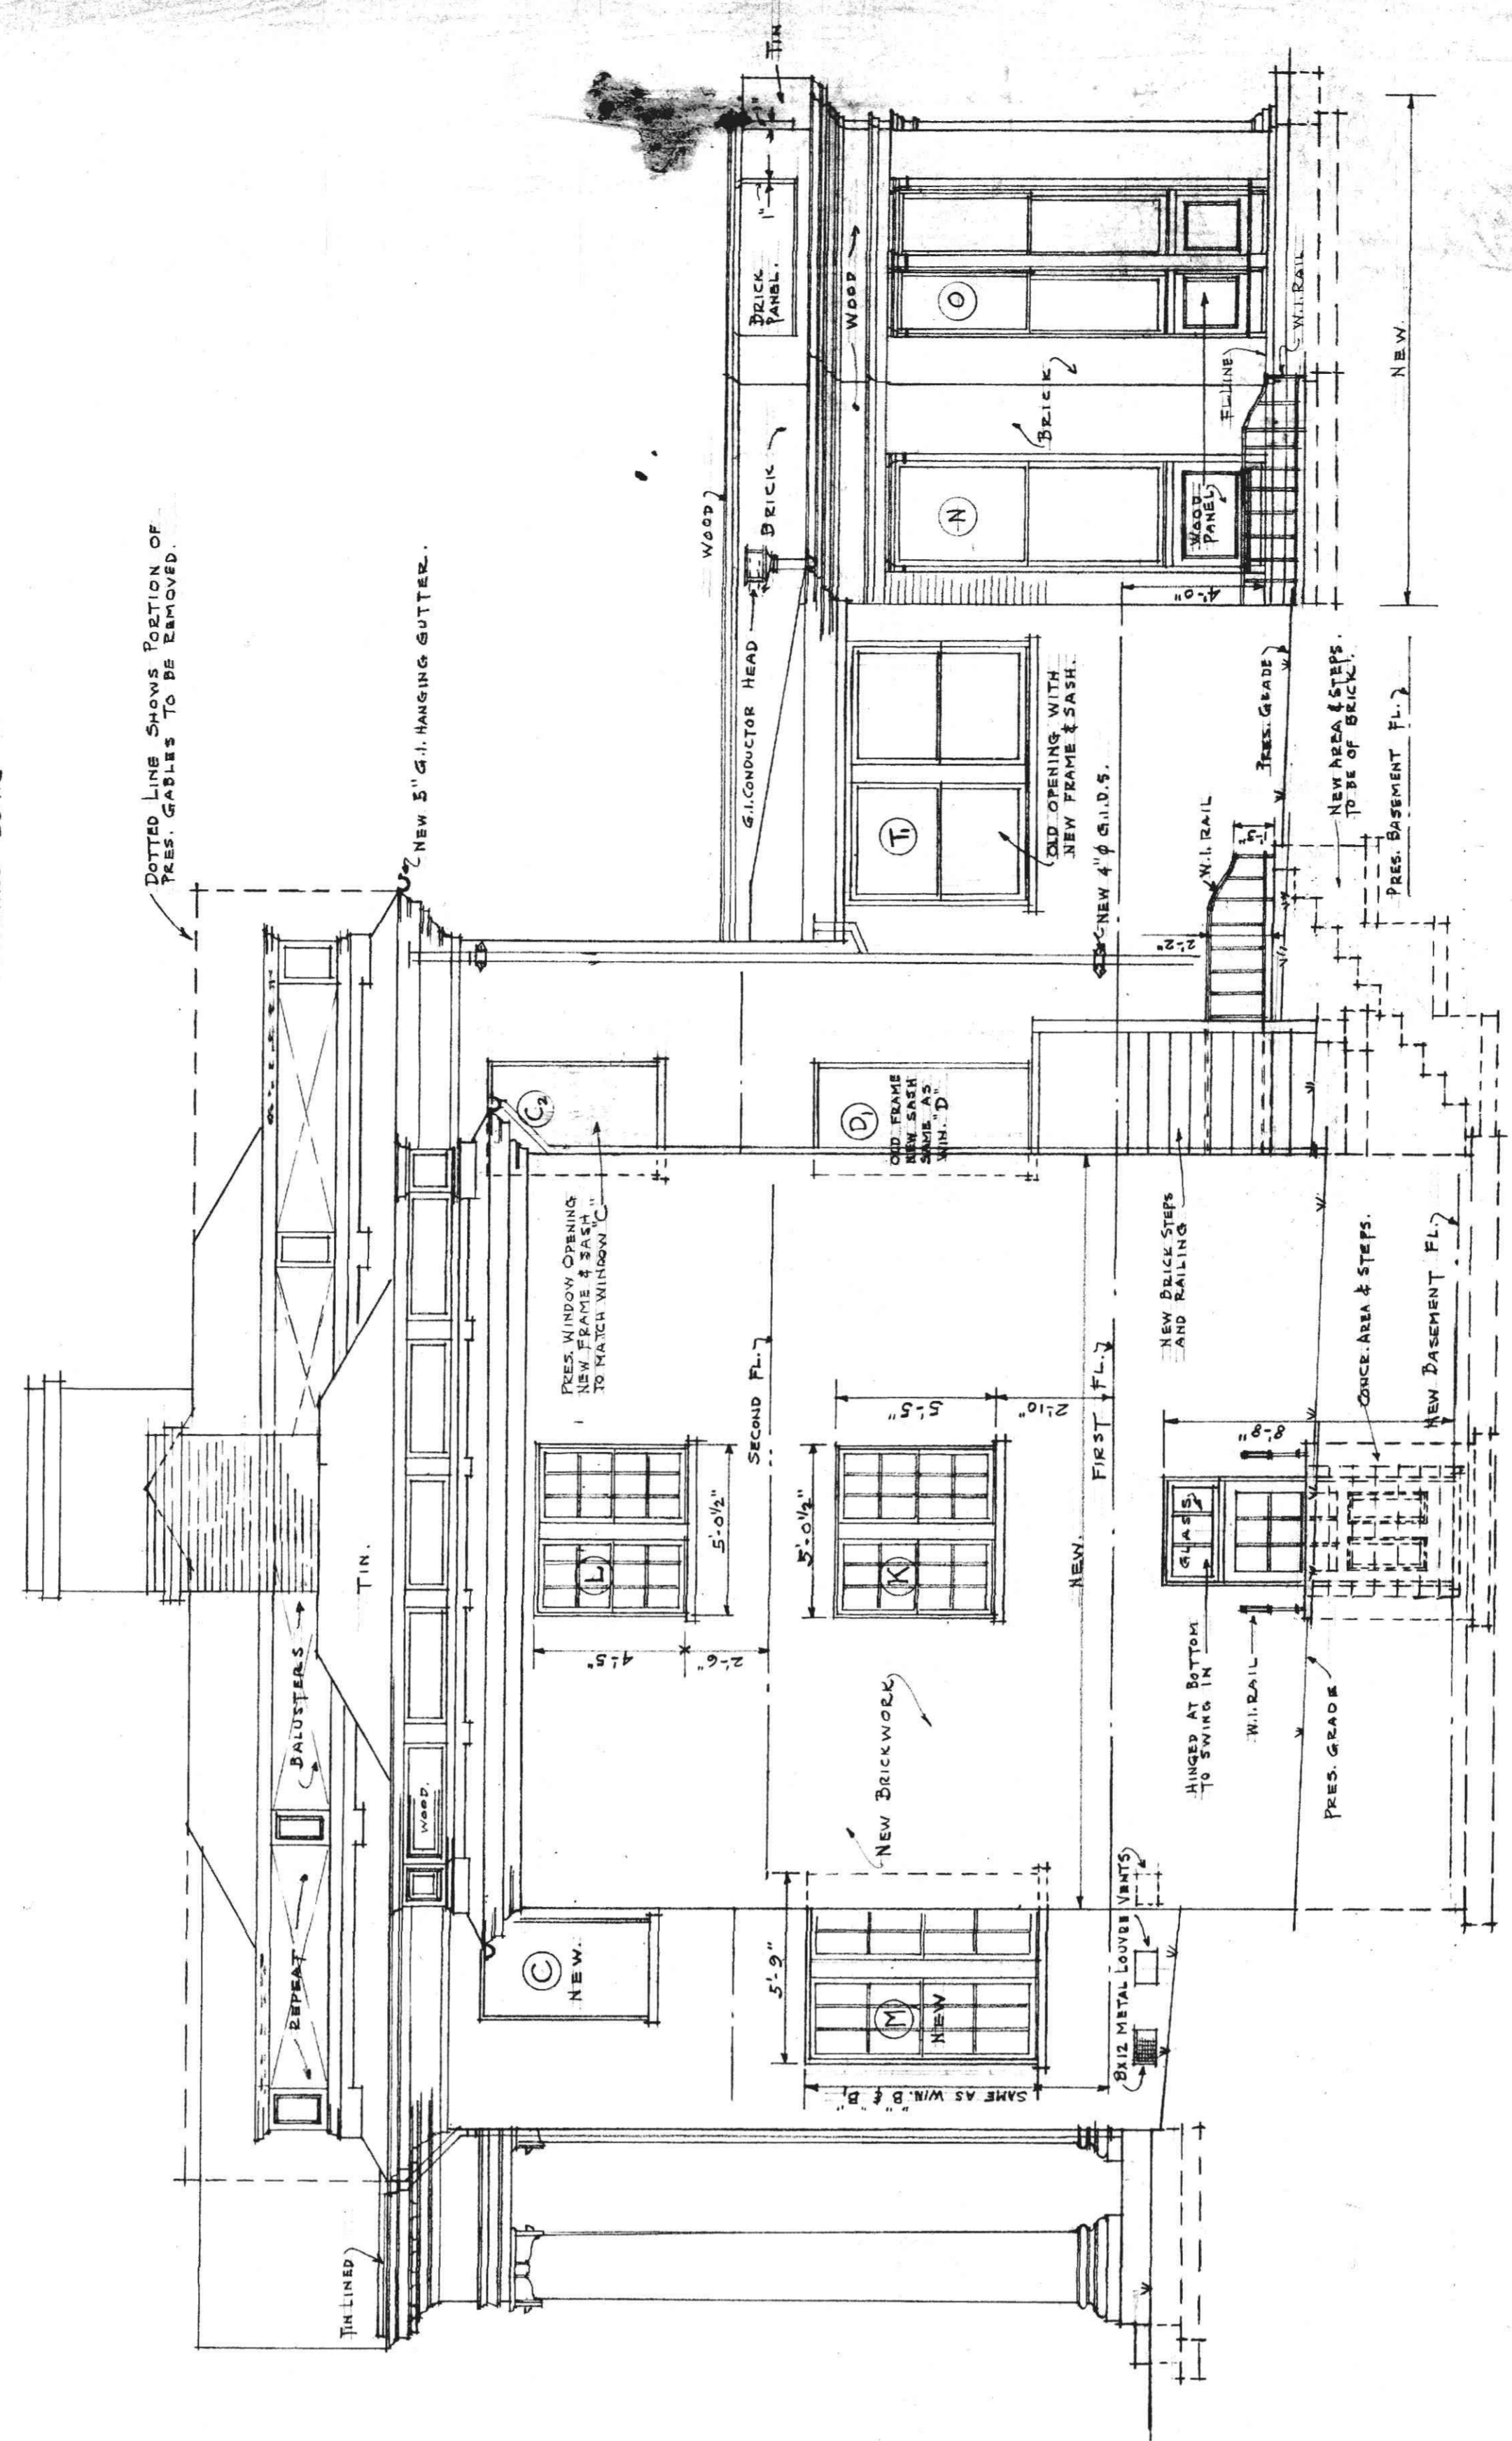 DOTTED LINE SHOWS PORTION OF
PRES. GABLES TO BE REMOVED.
NEW 5" G.I. HANGING GUTTER.
TIN
REPEAT
BALUSTERS
TIN.
TIN LINED
WOOD.
WOOD
BRICK
PANEL.
1"
G.I. CONDUCTOR HEAD
BRICK
WOOD
C
NEW.
L
4'-5"
2'-6"
5'-0½"
PRES. WINDOW OPENING
NEW FRAME & SASH
TO MATCH WINDOW "C"
C2
SECOND FL.
5'-9"
M
NEW
SAME AS WIN. "B" & "B1"
NEW BRICKWORK
K
5'-0½"
5'-5"
2'-10"
D1
OLD FRAME
NEW SASH
SAME AS
WIN. "D"
T1
OLD OPENING WITH
NEW FRAME & SASH.
NEW 4" Ø G.I.D.S.
N
O
BRICK
WOOD
PANEL
4'-0"
FL. LINE
W.I. RAIL
NEW.
FIRST FL.
8X12 METAL LOUVRE VENTS
HINGED AT BOTTOM
TO SWING IN
GLASS
8'-8"
W.I. RAIL
PRES. GRADE
NEW BRICK STEPS
AND RAILING
W.I. RAIL
2'-2"
PRES. GRADE
CONCR. AREA & STEPS.
NEW BASEMENT FL.
NEW AREA & STEPS.
TO BE OF BRICK.
PRES. BASEMENT FL.
NEW